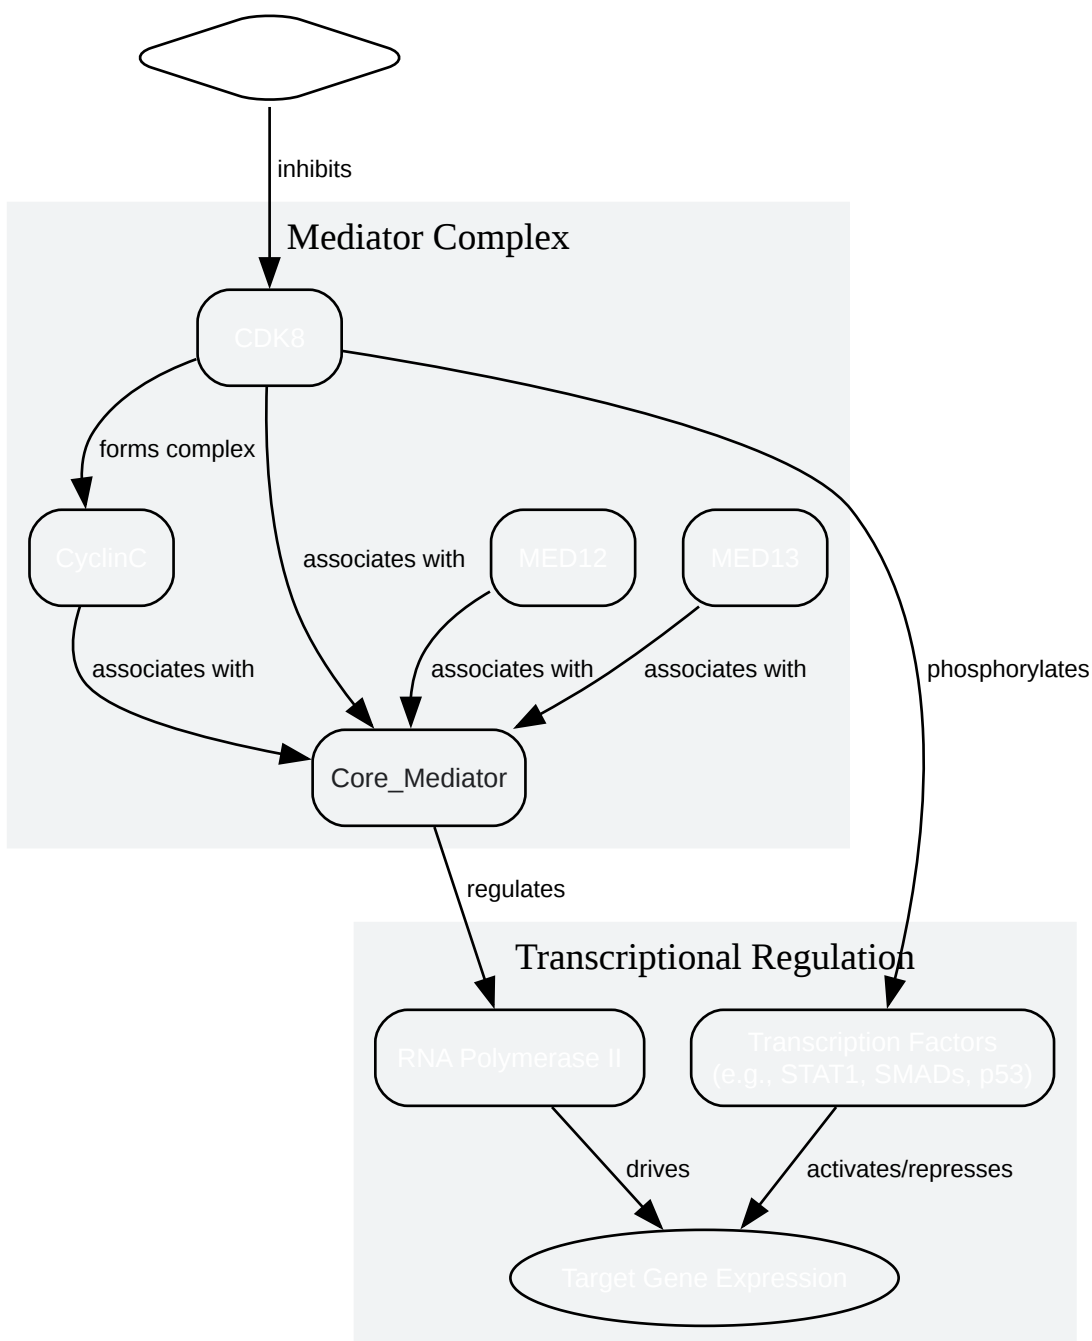 inhibits
Mediator Complex
CDK8
forms complex
CyclinC
associates with
MED12
MED13
associates with
associates with
associates with
phosphorylates
Core_Mediator
regulates
Transcriptional Regulation
RNA Polymerase II
Transcription Factors
(e.g., STAT1, SMADs, p53)
drives
activates/represses
Target Gene Expression